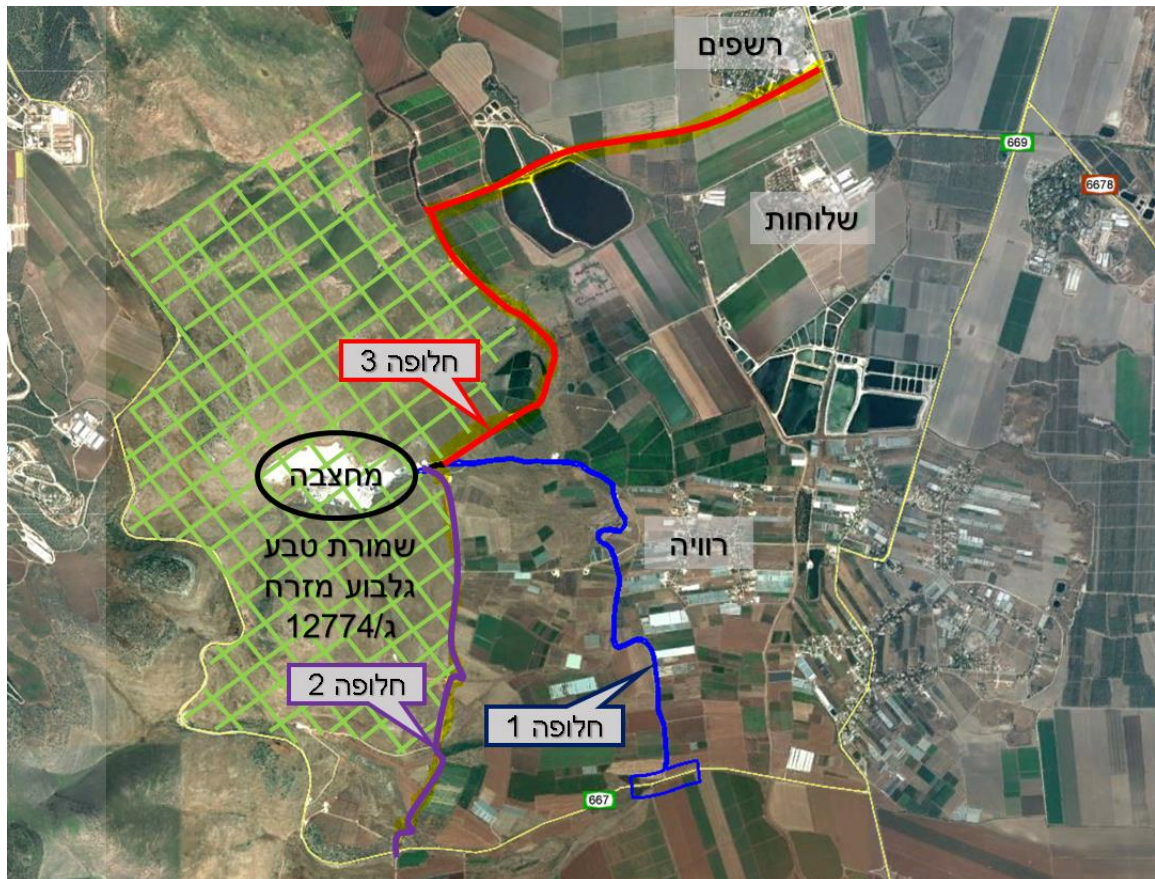 רשפים
669
6678
שלוחות
חלופה 3
מחצבה
רוויה
שמורת טבע
גלבוע מזרח
ג/12774
חלופה 2
חלופה 1
667